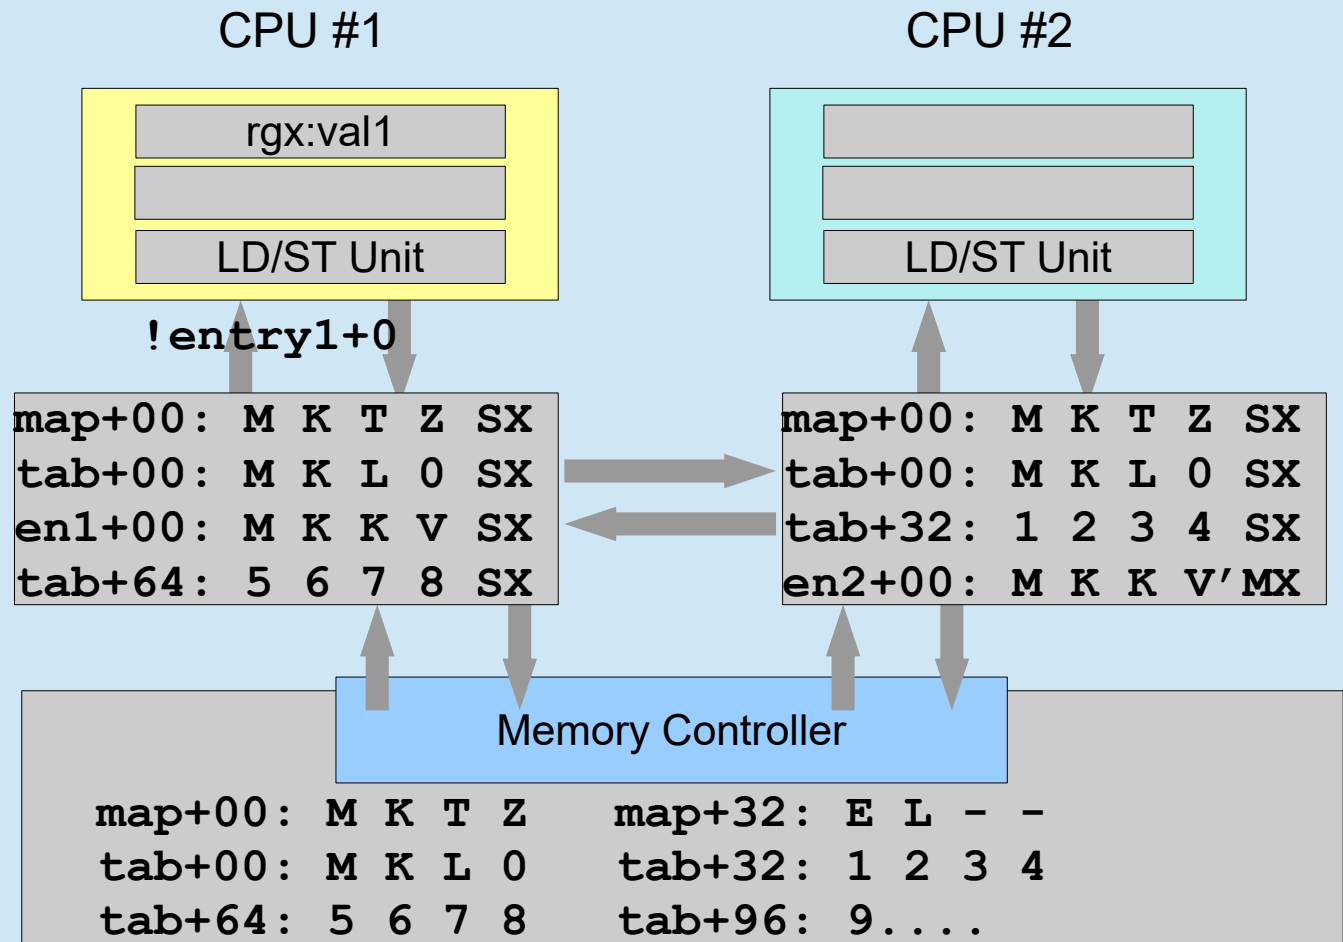 CPU #1
CPU #2
rgx:val1
LD/ST Unit
LD/ST Unit
!entry1+0
map+00: M K T Z SX
tab+00: M K L 0 SX
en1+00: M K K V SX
tab+64: 5 6 7 8 SX
map+00: M K T Z SX
tab+00: M K L 0 SX
tab+32: 1 2 3 4 SX
en2+00: M K K V’MX
Memory Controller
map+00: M K T Z map+32: E L - -
tab+00: M K L 0 tab+32: 1 2 3 4
tab+64: 5 6 7 8 tab+96: 9....